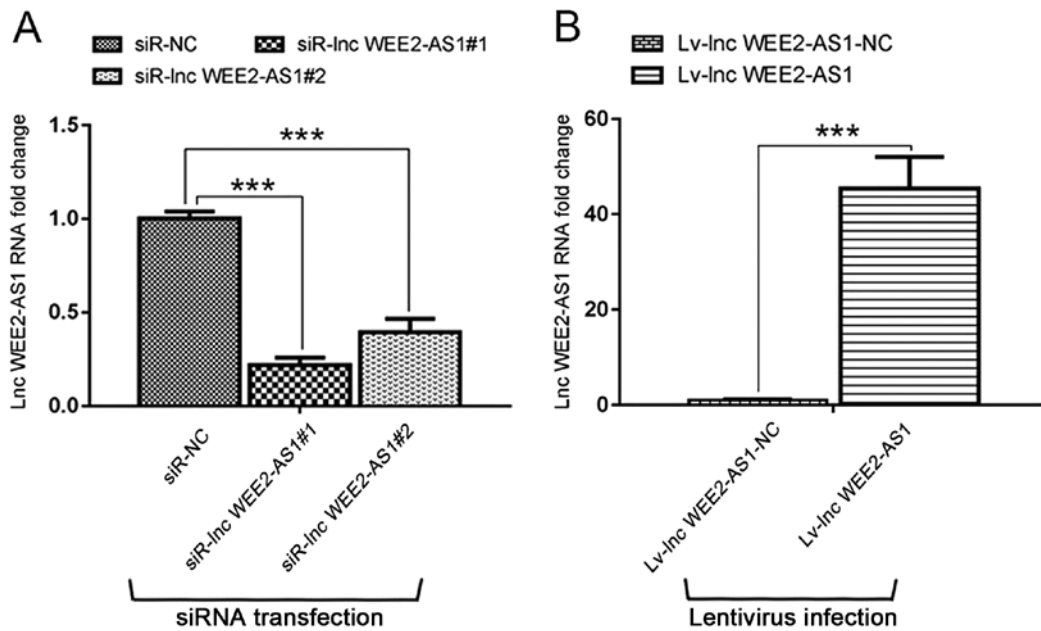 A
siR-NC
siR-lnc WEE2-AS1#1
siR-lnc WEE2-AS1#2
Lnc WEE2-AS1 RNA fold change
1.5
1.0
0.5
0.0
***
***
siR-NC
siR-lnc WEE2-AS1#1
siR-lnc WEE2-AS1#2
siRNA transfection
B
Lv-lnc WEE2-AS1-NC
Lv-lnc WEE2-AS1
Lnc WEE2-AS1 RNA fold change
60
40
20
0
***
Lv-lnc WEE2-AS1-NC
Lv-lnc WEE2-AS1
Lentivirus infection